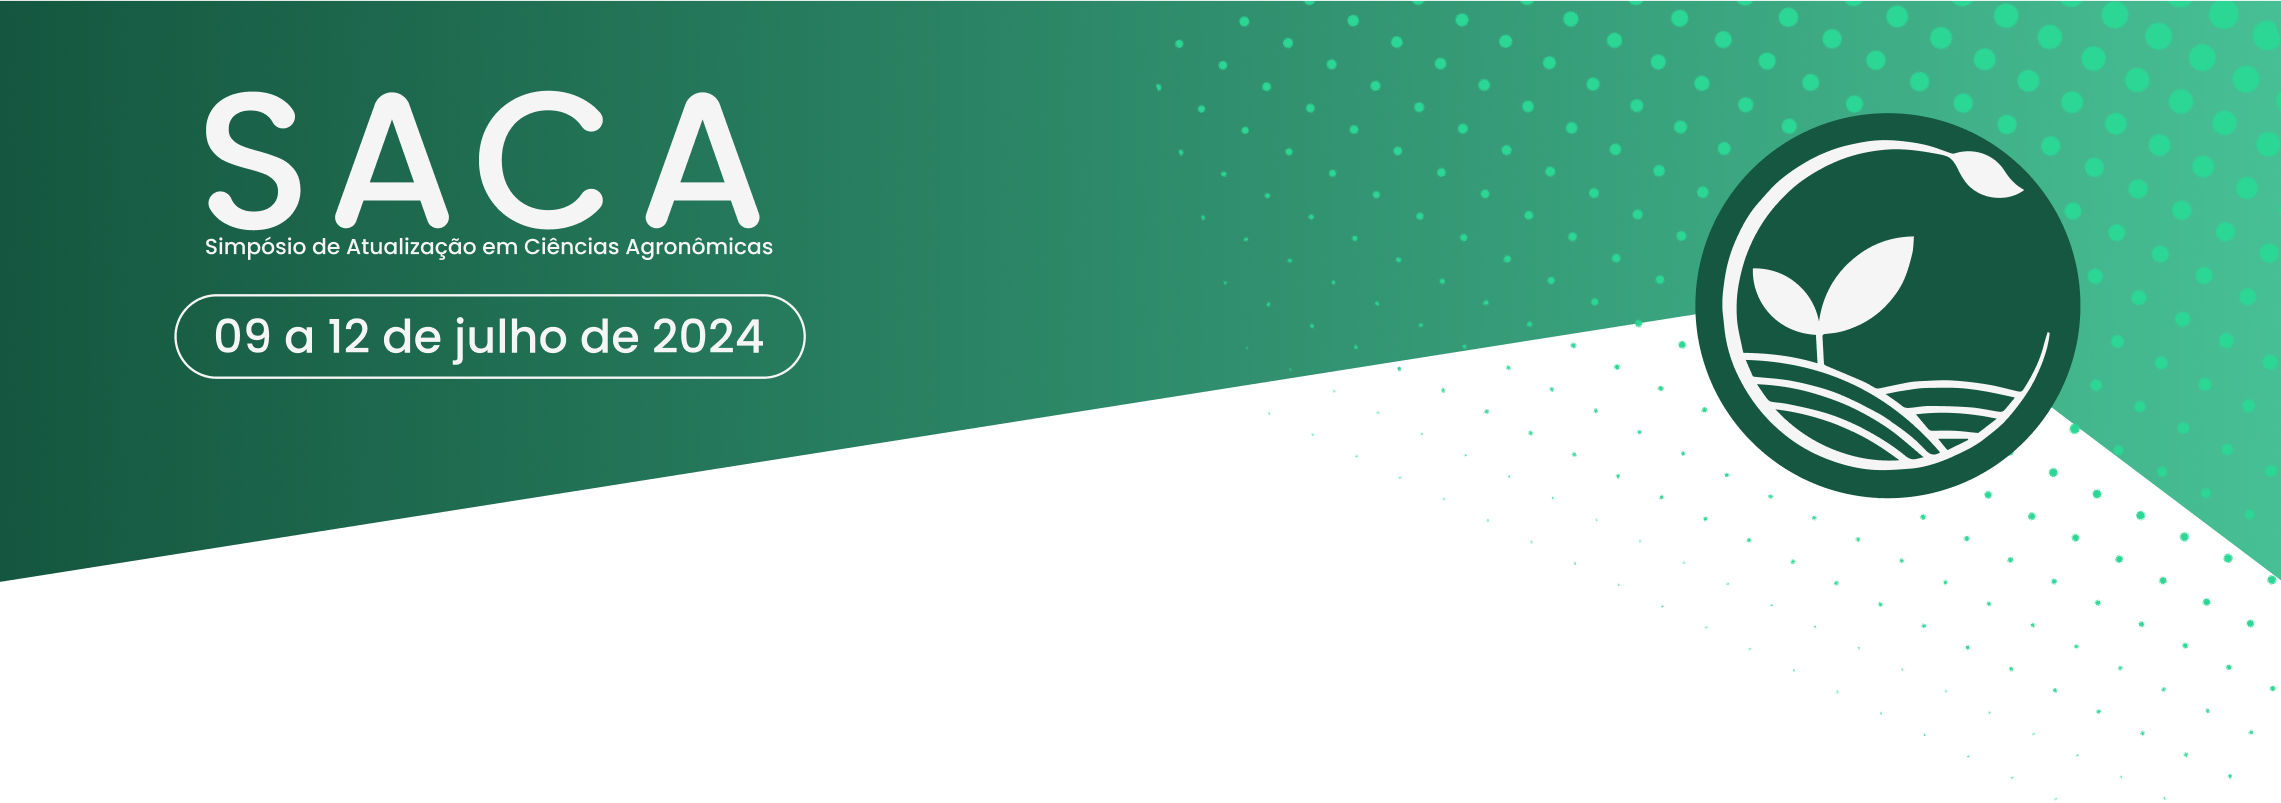 SACA
Simpósio de Atualização em Ciências Agronômicas
09 a 12 de julho de 2024